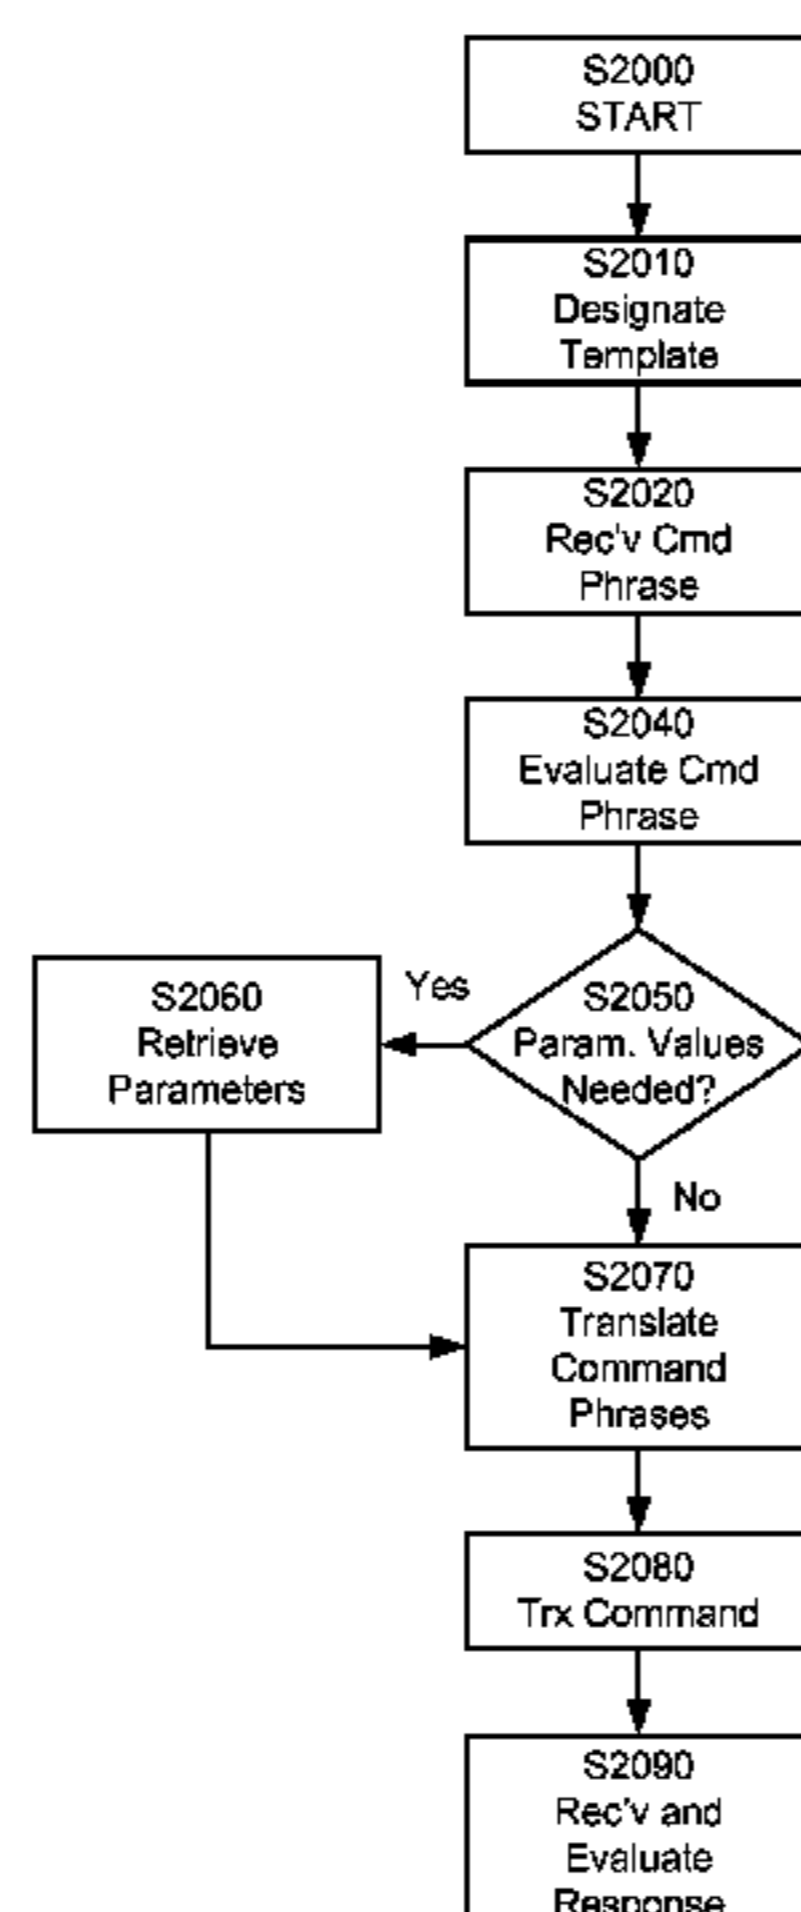 S2000
START
S2010
Designate
Template
S2020
Rec'v Cmd
Phrase
S2040
Evaluate Cmd
Phrase
S2050
Param. Values
Needed?
Yes
S2060
Retrieve
Parameters
No
S2070
Translate
Command
Phrases
S2080
Trx Command
S2090
Rec'v and
Evaluate
Response